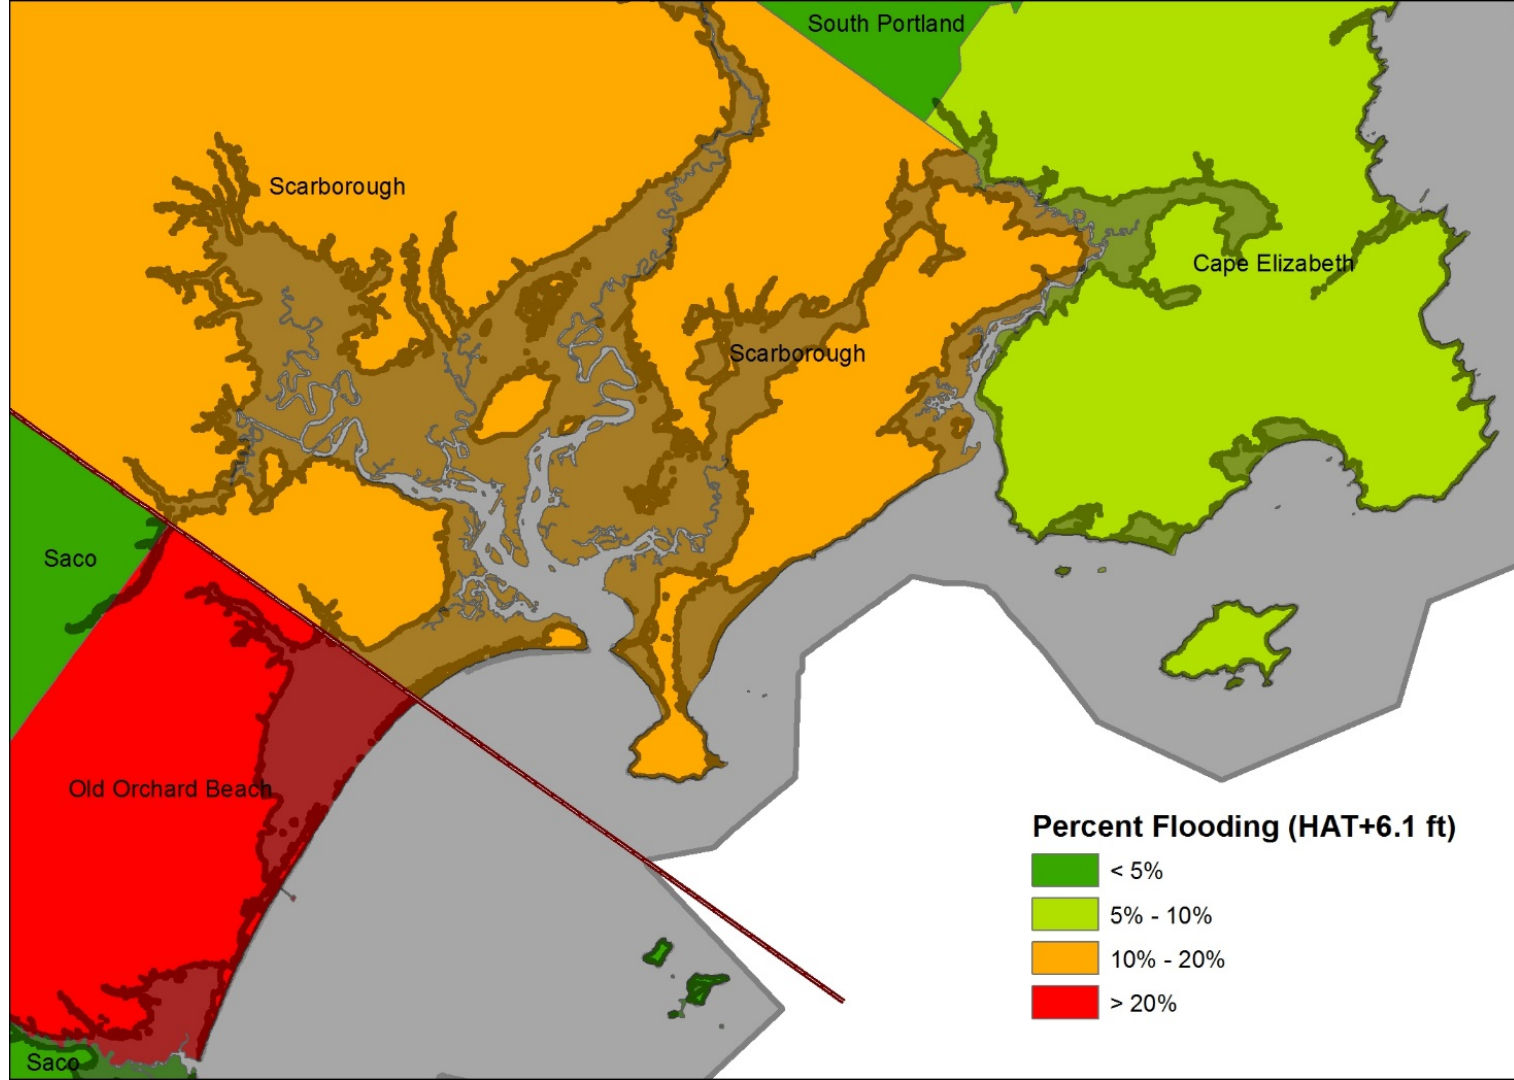 South Portland
Scarborough
Cape Elizabeth
Scarborough
Saco
Old Orchard Beach
Percent Flooding (HAT+6.1 ft)
< 5%
5% - 10%
10% - 20%
> 20%
Saco